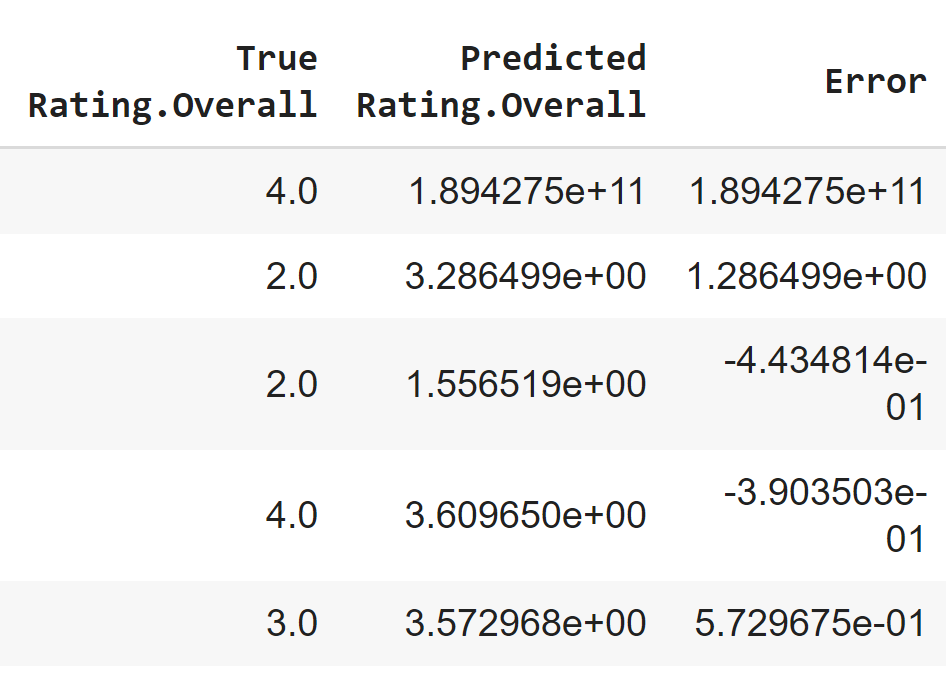 True Rating.Overall Predicted Rating.Overall Error
4.0 1.894275e+11 1.894275e+11
2.0 3.286499e+00 1.286499e+00
2.0 1.556519e+00 -4.434814e-01
4.0 3.609650e+00 -3.903503e-01
3.0 3.572968e+00 5.729675e-01